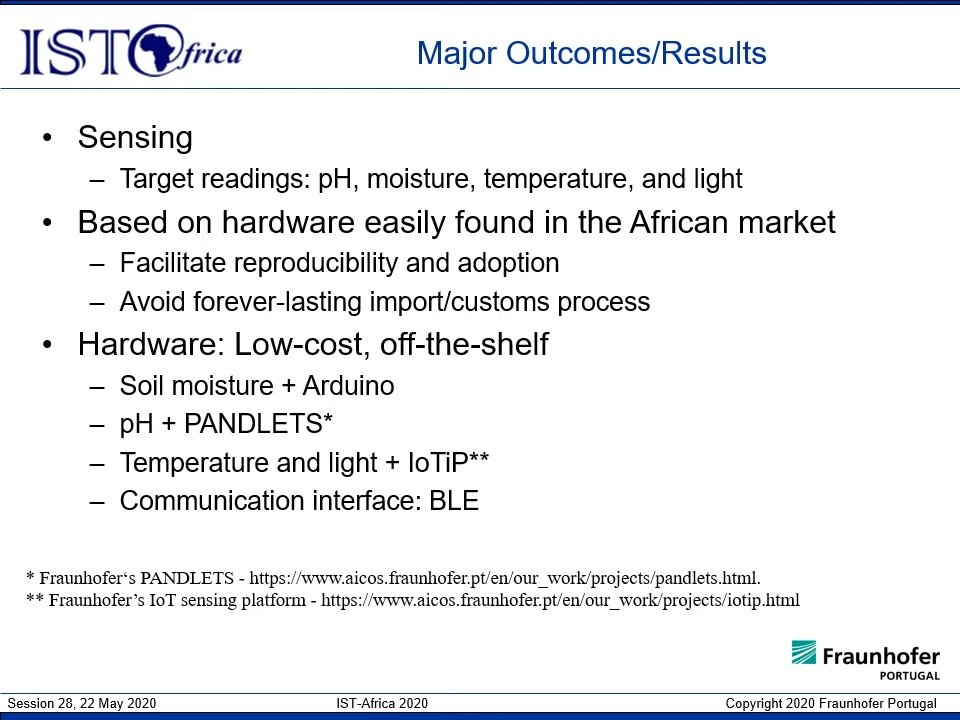 IST Africa
Major Outcomes/Results
• Sensing
– Target readings: pH, moisture, temperature, and light
• Based on hardware easily found in the African market
– Facilitate reproducibility and adoption
– Avoid forever-lasting import/customs process
• Hardware: Low-cost, off-the-shelf
– Soil moisture + Arduino
– pH + PANDLETS*
– Temperature and light + IoTiP**
– Communication interface: BLE
* Fraunhofer‘s PANDLETS - https://www.aicos.fraunhofer.pt/en/our_work/projects/pandlets.html.
** Fraunhofer’s IoT sensing platform - https://www.aicos.fraunhofer.pt/en/our_work/projects/iotip.html
Fraunhofer
PORTUGAL
Session 28, 22 May 2020
IST-Africa 2020
Copyright 2020 Fraunhofer Portugal